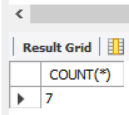 Result Grid
COUNT(*)
7